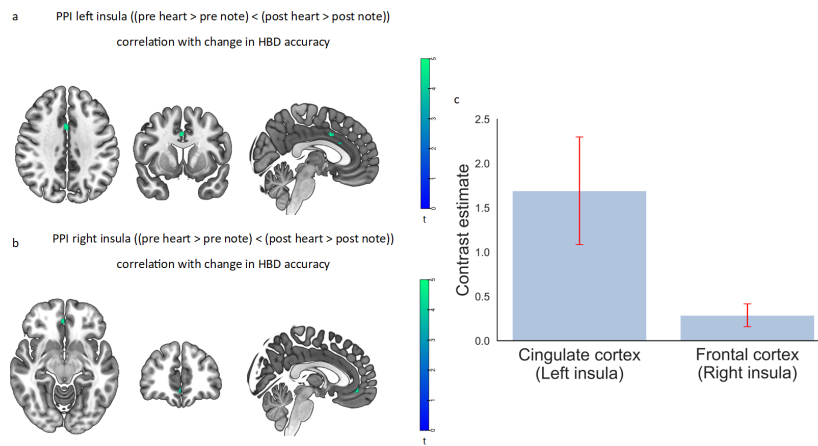 a
PPI left insula ((pre heart > pre note) < (post heart > post note))
correlation with change in HBD accuracy
5
4
3
2
1
0
t
b
PPI right insula ((pre heart > pre note) < (post heart > post note))
correlation with change in HBD accuracy
5
4
3
2
1
0
t
c
Contrast estimate
2.5
2.0
1.5
1.0
0.5
0.0
Cingulate cortex
(Left insula)
Frontal cortex
(Right insula)